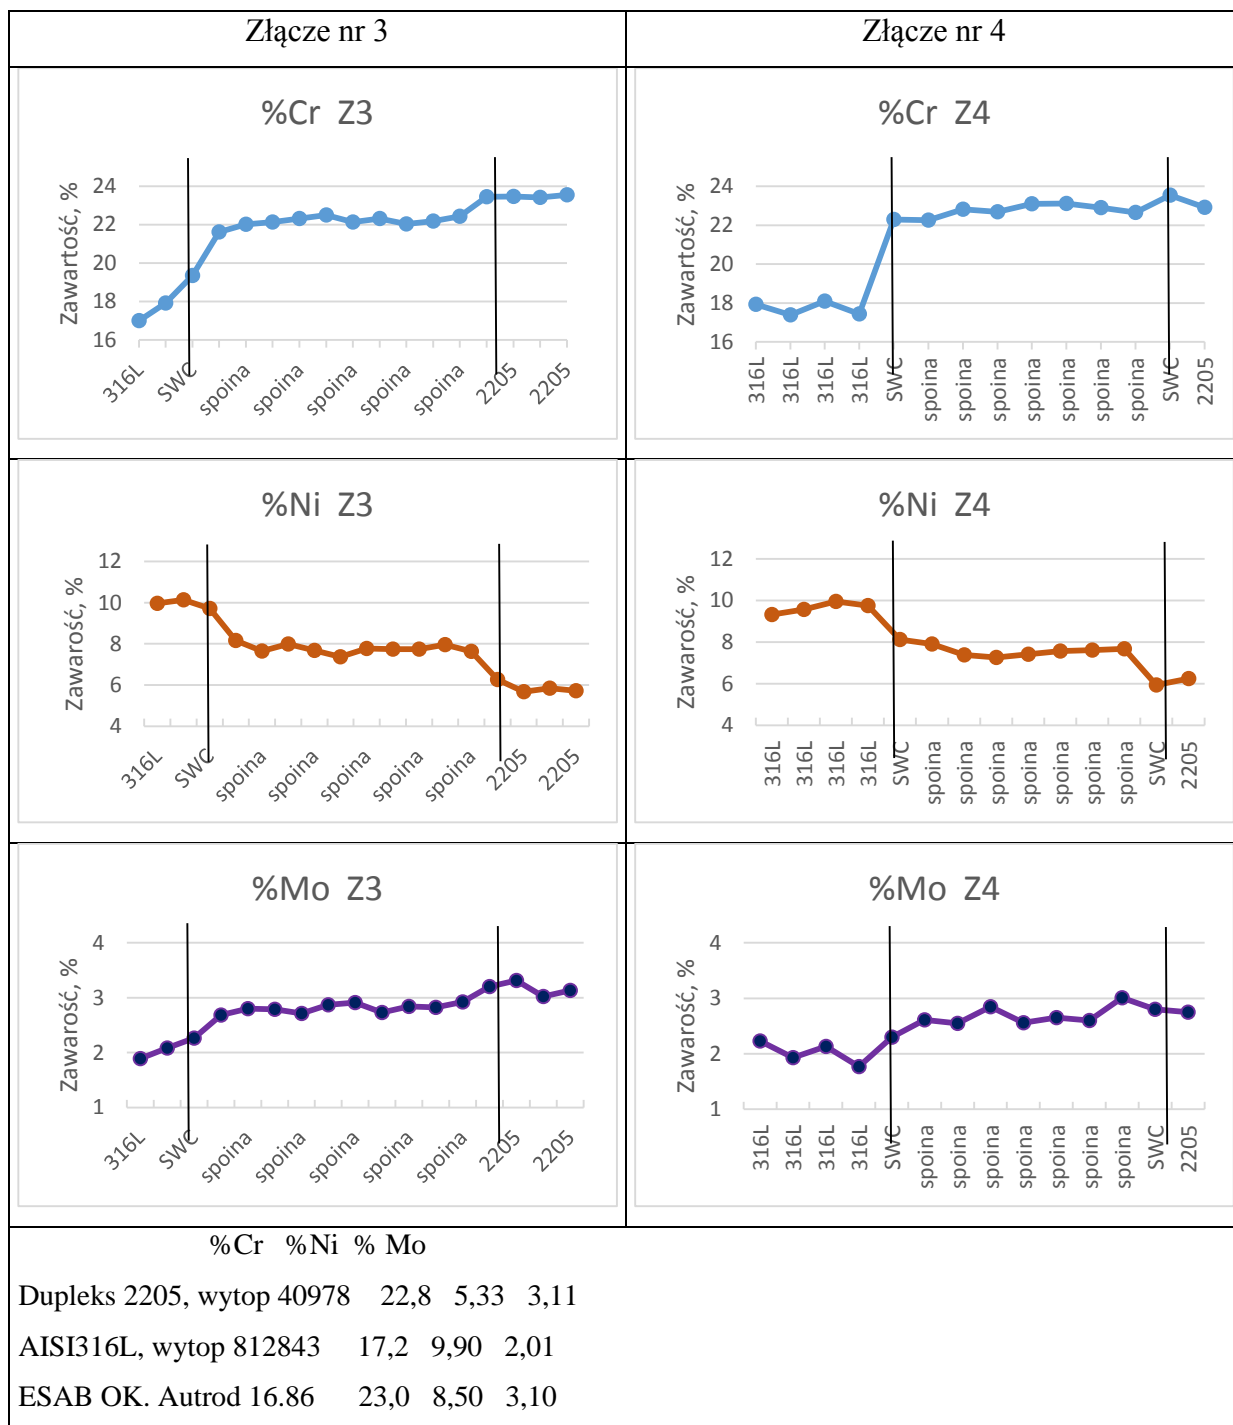 Złącze nr 3
Złącze nr 4
%Cr Z3
Zawartość, %
24
22
20
18
16
316L
SWC
spoina
spoina
spoina
spoina
spoina
2205
2205
%Cr Z4
Zawartość, %
24
22
20
18
16
316L
316L
316L
316L
SWC
spoina
spoina
spoina
spoina
spoina
spoina
spoina
SWC
2205
%Ni Z3
Zawarość, %
12
10
8
6
4
316L
SWC
spoina
spoina
spoina
spoina
spoina
2205
2205
%Ni Z4
Zawarość, %
12
10
8
6
4
316L
316L
316L
316L
SWC
spoina
spoina
spoina
spoina
spoina
spoina
spoina
SWC
2205
%Mo Z3
Zawarość, %
4
3
2
1
316L
SWC
spoina
spoina
spoina
spoina
spoina
2205
2205
%Mo Z4
Zawarość, %
4
3
2
1
316L
316L
316L
316L
SWC
spoina
spoina
spoina
spoina
spoina
spoina
spoina
SWC
2205
%Cr %Ni % Mo
Dupleks 2205, wytop 40978 22,8 5,33 3,11
AISI316L, wytop 812843 17,2 9,90 2,01
ESAB OK. Autrod 16.86 23,0 8,50 3,10